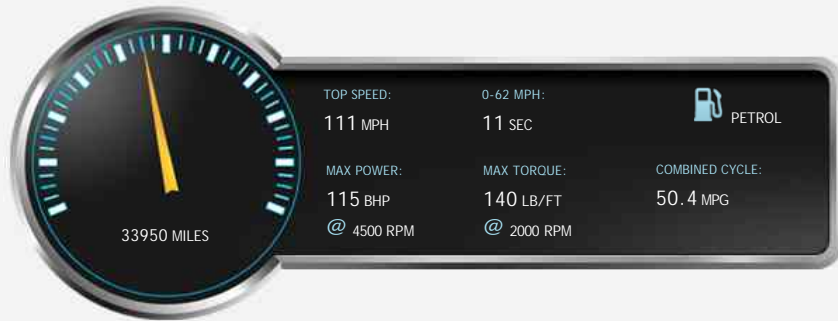 TOP SPEED:
111 MPH
0-62 MPH:
11 SEC
PETROL
MAX POWER:
115 BHP
@ 4500 RPM
MAX TORQUE:
140 LB/FT
@ 2000 RPM
COMBINED CYCLE:
50.4 MPG
33950 MILES